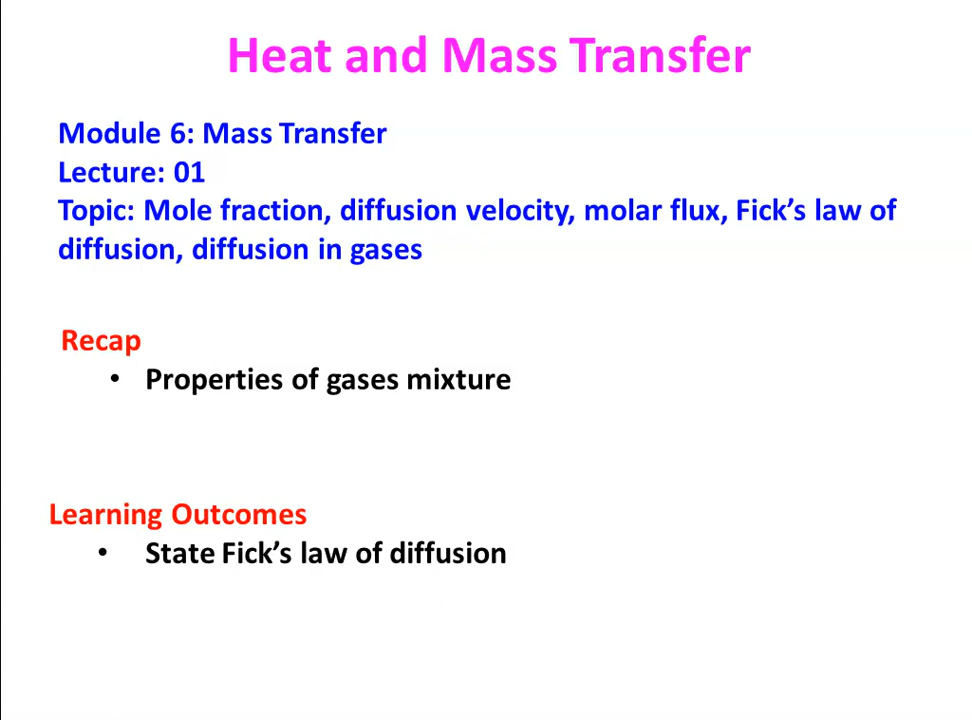 Heat and Mass Transfer
Module 6: Mass Transfer
Lecture: 01
Topic: Mole fraction, diffusion velocity, molar flux, Fick’s law of
diffusion, diffusion in gases
Recap
• Properties of gases mixture
Learning Outcomes
• State Fick’s law of diffusion